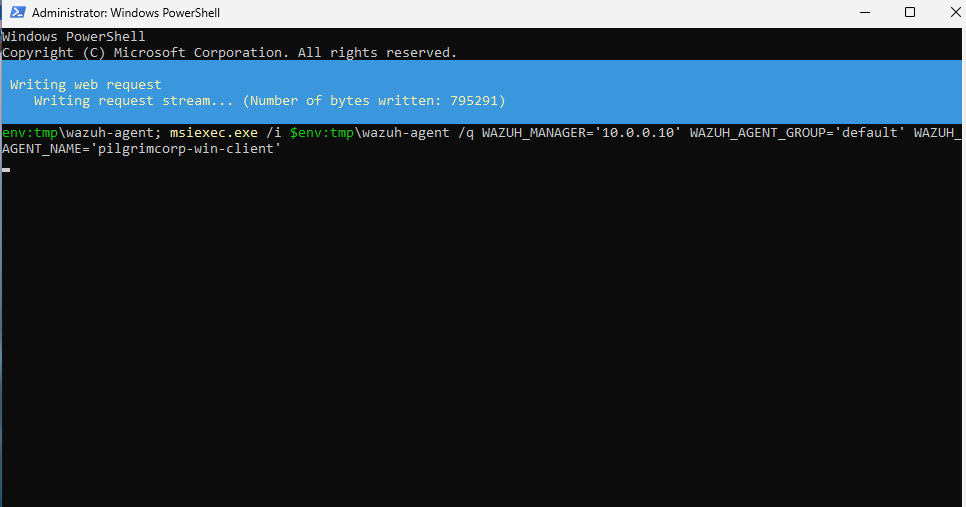 Administrator: Windows PowerShell
Windows PowerShell
Copyright (C) Microsoft Corporation. All rights reserved.
Writing web request
Writing request stream... (Number of bytes written: 795291)
env:tmp\wazuh-agent; msiexec.exe /i $env:tmp\wazuh-agent /q WAZUH_MANAGER='10.0.0.10' WAZUH_AGENT_GROUP='default' WAZUH_
AGENT_NAME='pilgrimcorp-win-client'